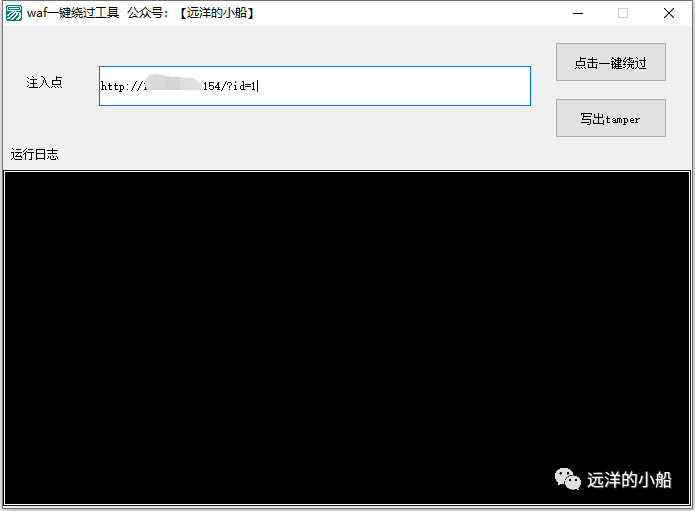 waf一键绕过工具 公众号：【远洋的小船】
注入点
http:// .154/?id=1
点击一键绕过
写出tamper
运行日志
远洋的小船